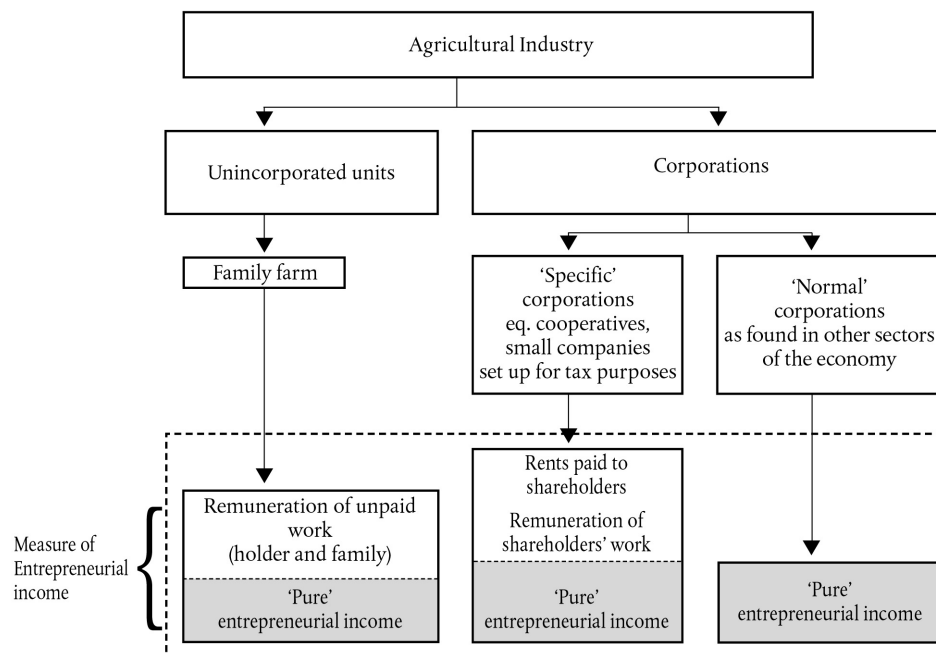 Agricultural Industry
Unincorporated units
Corporations
Family farm
‘Specific’
corporations
eq. cooperatives,
small companies
set up for tax purposes
‘Normal’
corporations
as found in other sectors
of the economy
Measure of
Entrepreneurial
income
Remuneration of unpaid
work
(holder and family)
‘Pure’
entrepreneurial income
Rents paid to
shareholders
Remuneration of
shareholders’ work
‘Pure’
entrepreneurial income
‘Pure’
entrepreneurial income